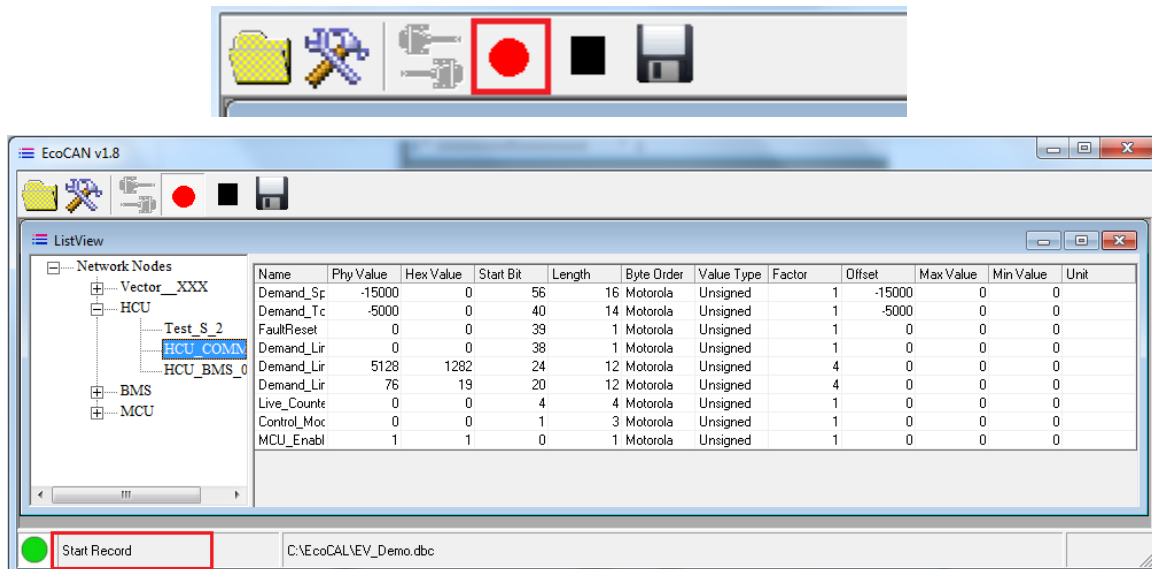 EcoCAN v1.8
ListView
Network Nodes
Vector__XXX
HCU
Test_S_2
HCU_COMM
HCU_BMS_0
BMS
MCU
Name Phy Value Hex Value Start Bit Length Byte Order Value Type Factor Offset Max Value Min Value Unit
Demand_Sp -15000 0 56 16 Motorola Unsigned 1 -15000 0 0
Demand_Tc -5000 0 40 14 Motorola Unsigned 1 -5000 0 0
FaultReset 0 0 39 1 Motorola Unsigned 1 0 0 0
Demand_Lir 0 0 38 1 Motorola Unsigned 1 0 0 0
Demand_Lir 5128 1282 24 12 Motorola Unsigned 4 0 0 0
Demand_Lir 76 19 20 12 Motorola Unsigned 4 0 0 0
Live_Counte 0 0 4 4 Motorola Unsigned 1 0 0 0
Control_Moc 0 0 1 3 Motorola Unsigned 1 0 0 0
MCU_Enabl 1 1 0 1 Motorola Unsigned 1 0 0 0
Start Record C:\EcoCAL\EV_Demo.dbc